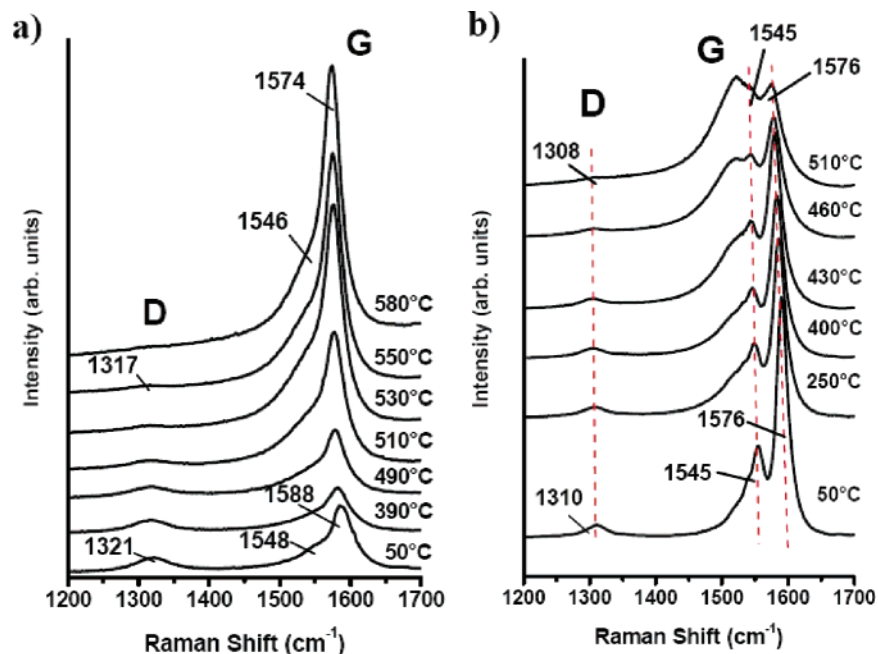 a)
G
1574
1546
D
1317
1588
1321
1548
580°C
550°C
530°C
510°C
490°C
390°C
50°C
Intensity (arb. units)
1200 1300 1400 1500 1600 1700
Raman Shift (cm⁻¹)
b)
1545
G
1576
D
1308
510°C
460°C
430°C
400°C
250°C
1576
1545
1310
50°C
Intensity (arb. units)
1200 1300 1400 1500 1600 1700
Raman Shift (cm⁻¹)